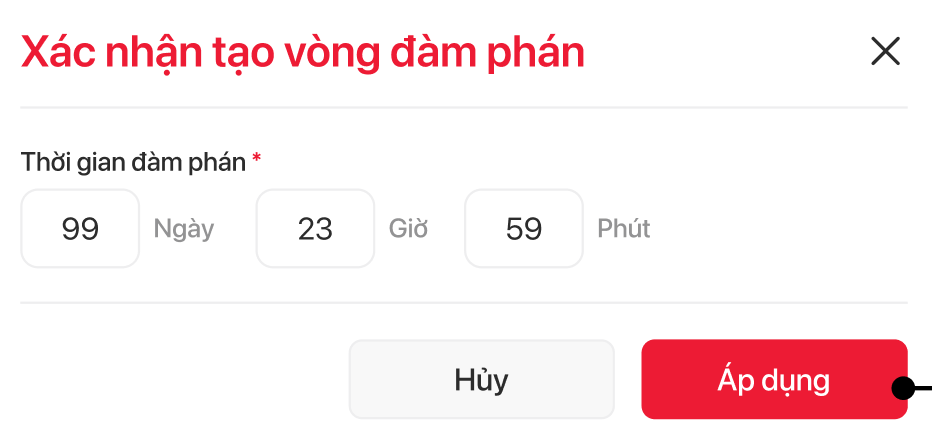 Xác nhận tạo vòng đàm phán
Thời gian đàm phán *
99 Ngày 23 Giờ 59 Phút
Hủy Áp dụng